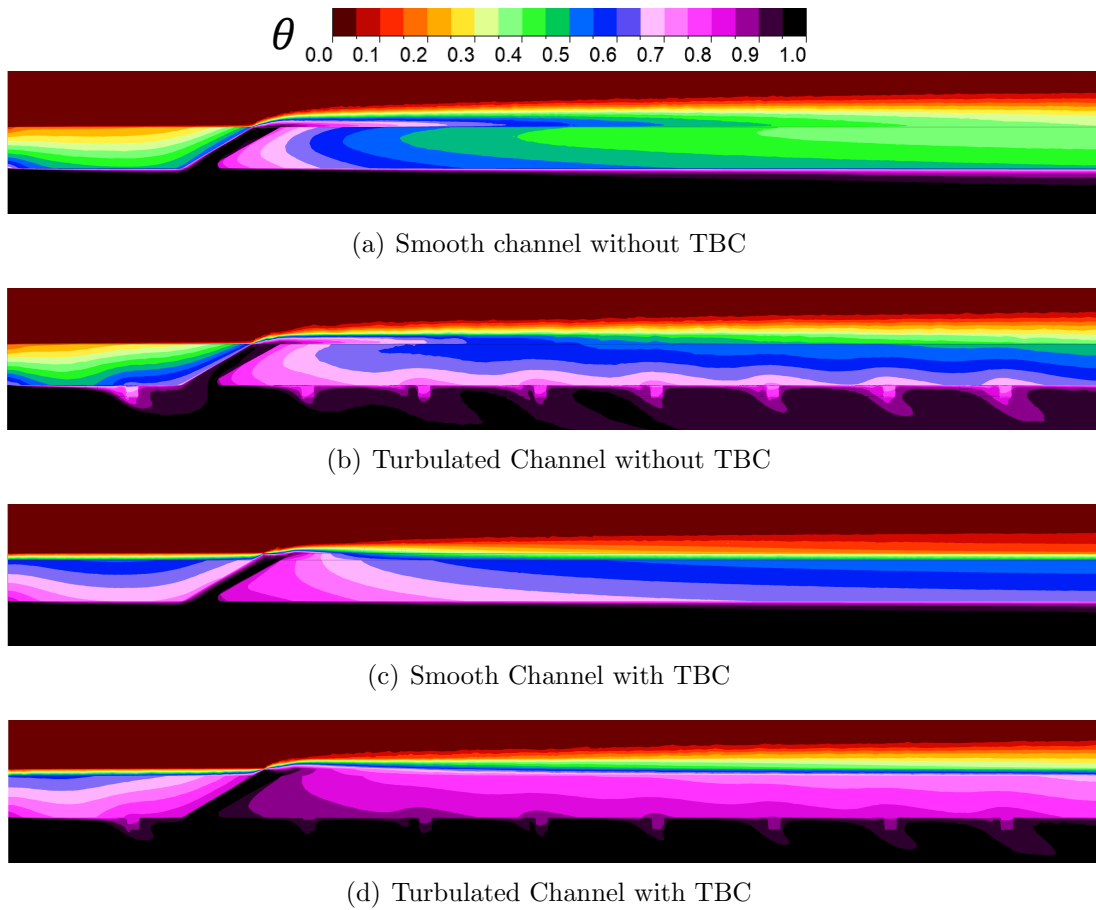 θ
0.0 0.1 0.2 0.3 0.4 0.5 0.6 0.7 0.8 0.9 1.0
(a) Smooth channel without TBC
(b) Turbulated Channel without TBC
(c) Smooth Channel with TBC
(d) Turbulated Channel with TBC